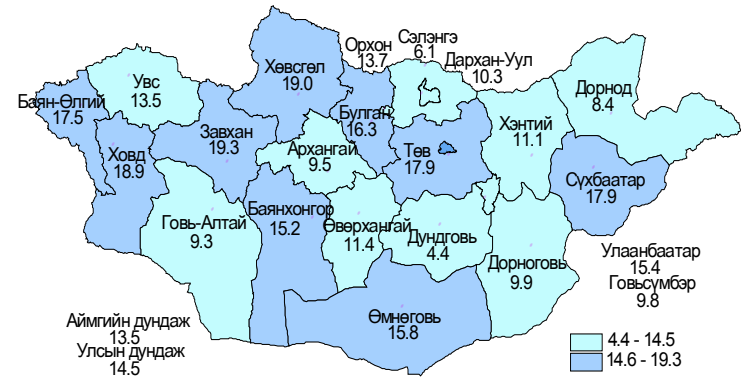 Сэлэнгэ
6.1
Орхон
13.7
Дархан-Уул
10.3
Хөвсгөл
19.0
Увс
13.5
Дорнод
8.4
Баян-Өлгий
17.5
Булган
16.3
Завхан
19.3
Хэнтий
11.1
Архангай
9.5
Төв
17.9
Ховд
18.9
Сүхбаатар
17.9
Говь-Алтай
9.3
Баянхонгор
15.2
Өвөрхангай
11.4
Дундговь
4.4
Дорноговь
9.9
Улаанбаатар
15.4
Говьсүмбэр
9.8
Өмнөговь
15.8
Аймгийн дундаж
13.5
Улсын дундаж
14.5
4.4 - 14.5
14.6 - 19.3